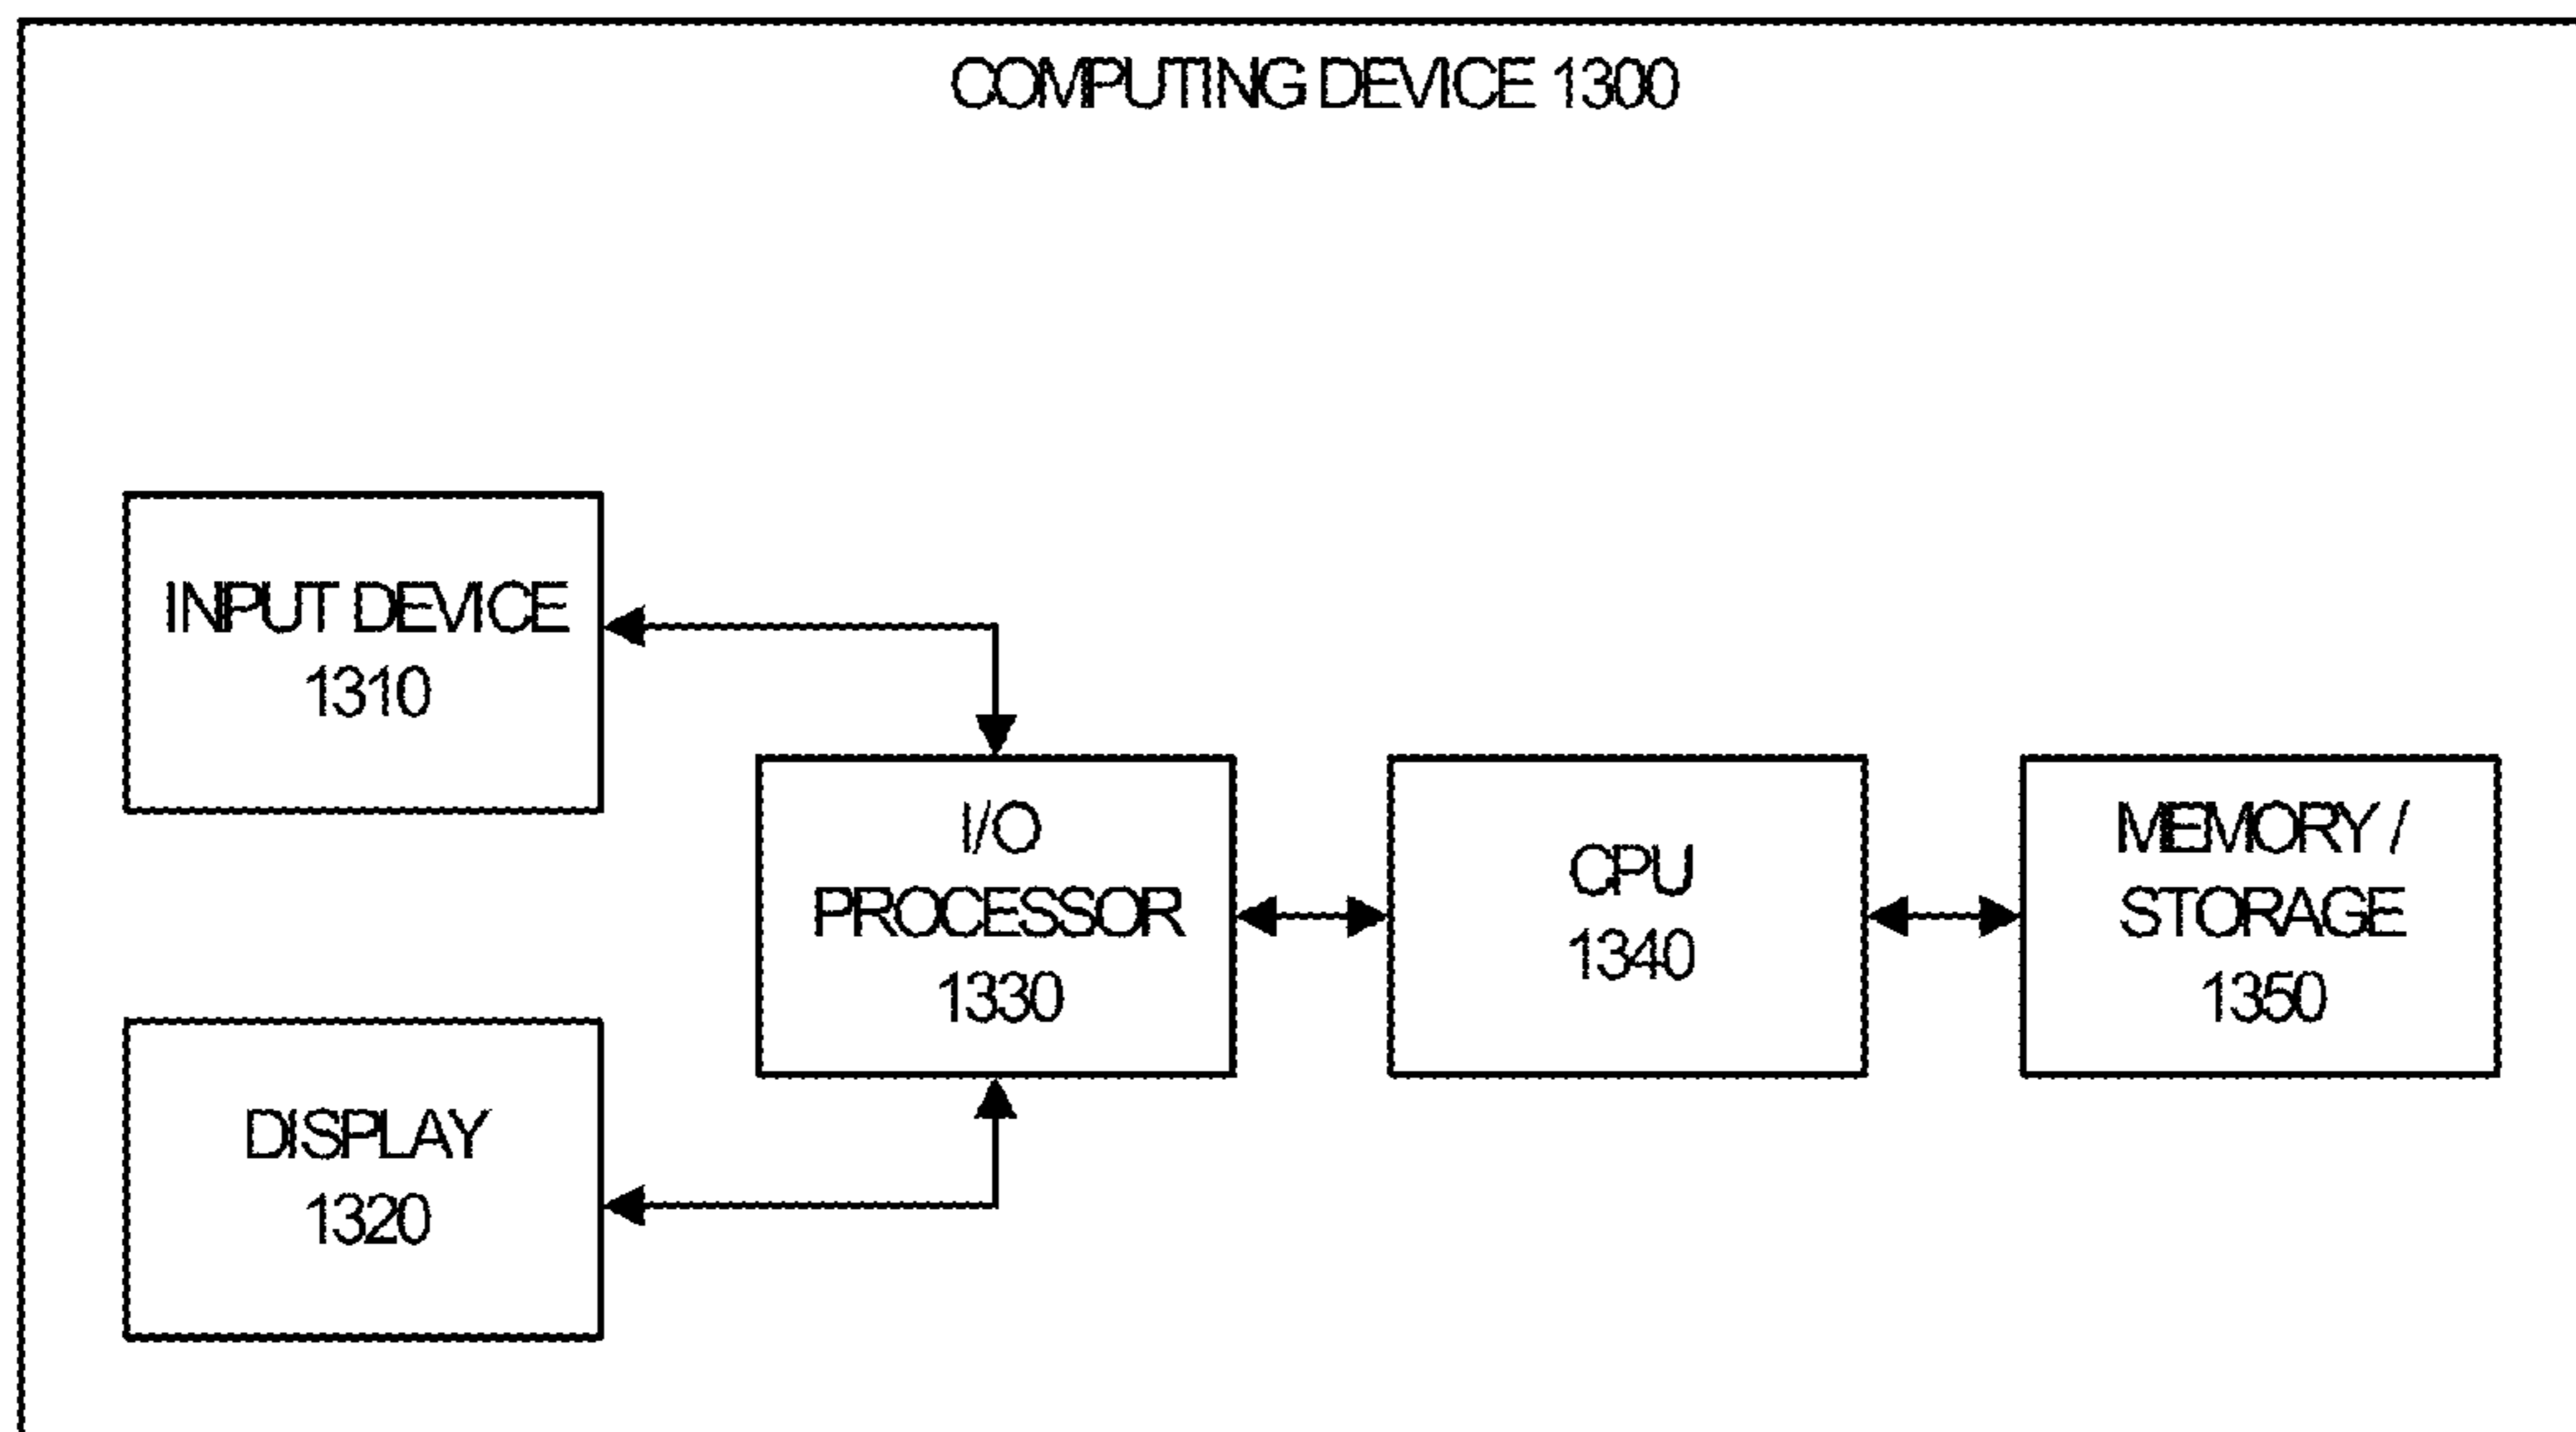 COMPUTING DEVICE 1300
INPUT DEVICE
1310
I/O
PROCESSOR
1330
CPU
1340
MEMORY /
STORAGE
1350
DISPLAY
1320